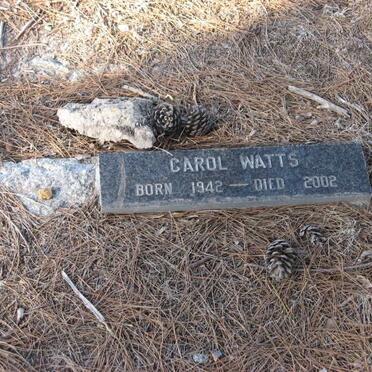 CAROL WATTS
BORN 1942 — DIED 2002